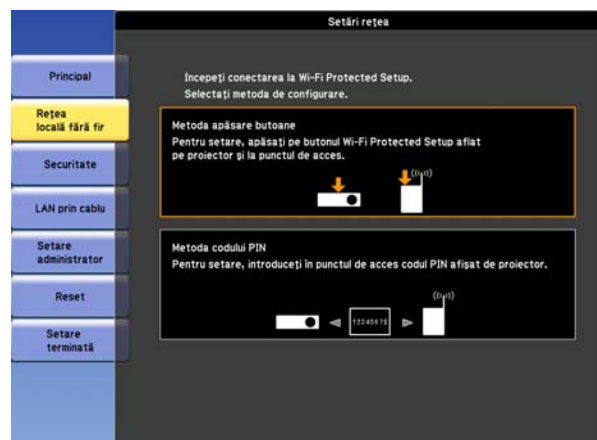 Setări rețea
Principal
Rețea
locală fără fir
Securitate
LAN prin cablu
Setare
administrator
Reset
Setare
terminată
Începeți conectarea la Wi-Fi Protected Setup.
Selectați metoda de configurare.
Metoda apăsare butoane
Pentru setare, apăsați pe butonul Wi-Fi Protected Setup aflat
pe proiector și la punctul de acces.
Metoda codului PIN
Pentru setare, introduceți în punctul de acces codul PIN afișat de proiector.